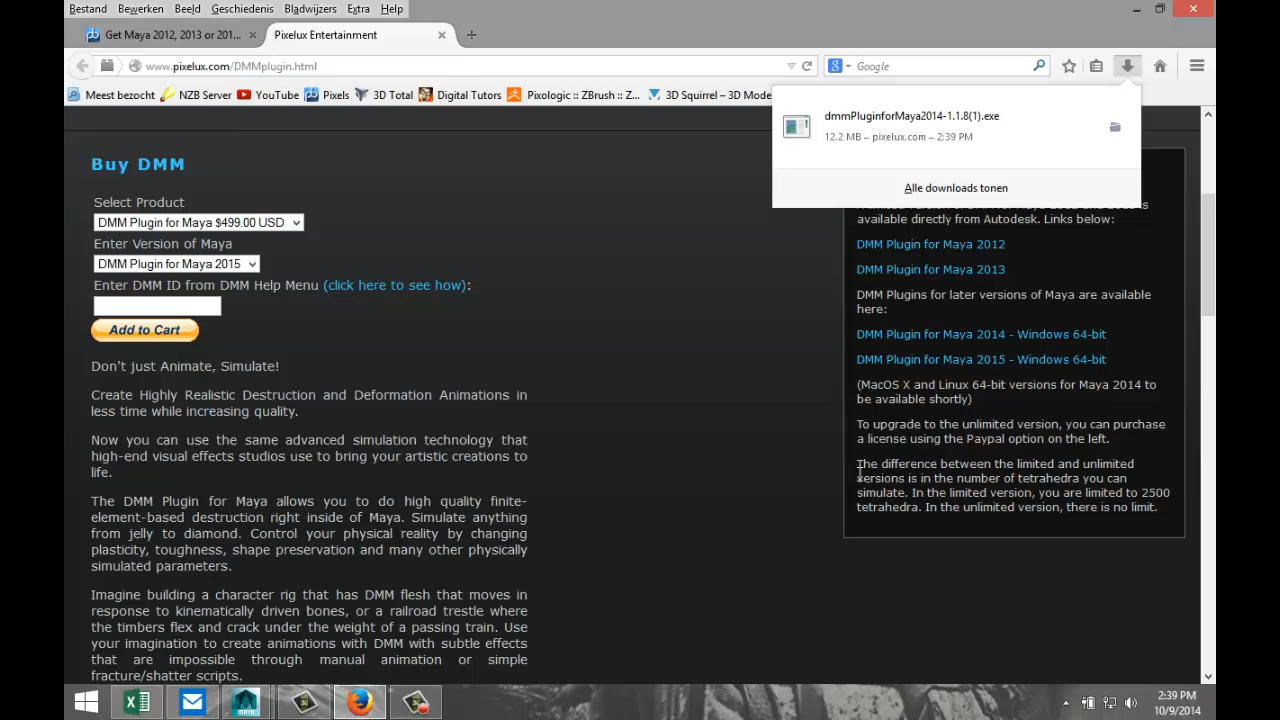 Bestand Bewerken Beeld Geschiedenis Bladwijzers Extra Help
Get Maya 2012, 2013 or 201... × Pixelux Entertainment ×
www.pixelux.com/DMMplugin.html
Google
Meest bezocht NZB Server YouTube Pixels 3D Total Digital Tutors Pixologic :: ZBrush :: Z... 3D Squirrel – 3D Mode
dmmPluginforMaya2014-1.1.8(1).exe
12.2 MB – pixelux.com – 2:39 PM
Alle downloads tonen
Buy DMM
Select Product
DMM Plugin for Maya $499.00 USD
Enter Version of Maya
DMM Plugin for Maya 2015
Enter DMM ID from DMM Help Menu (click here to see how):
Add to Cart
Don't just Animate, Simulate!
Create Highly Realistic Destruction and Deformation Animations in
less time while increasing quality.
Now you can use the same advanced simulation technology that
high-end visual effects studios use to bring your artistic creations to
life.
The DMM Plugin for Maya allows you to do high quality finite-
element-based destruction right inside of Maya. Simulate anything
from jelly to diamond. Control your physical reality by changing
plasticity, toughness, shape preservation and many other physically
simulated parameters.
Imagine building a character rig that has DMM flesh that moves in
response to kinematically driven bones, or a railroad trestle where
the timbers flex and crack under the weight of a passing train. Use
your imagination to create animations with DMM with subtle effects
that are impossible through manual animation or simple
fracture/shatter scripts.
available directly from Autodesk. Links below:
DMM Plugin for Maya 2012
DMM Plugin for Maya 2013
DMM Plugins for later versions of Maya are available
here:
DMM Plugin for Maya 2014 - Windows 64-bit
DMM Plugin for Maya 2015 - Windows 64-bit
(MacOS X and Linux 64-bit versions for Maya 2014 to
be available shortly)
To upgrade to the unlimited version, you can purchase
a license using the Paypal option on the left.
The difference between the limited and unlimited
versions is in the number of tetrahedra you can
simulate. In the limited version, you are limited to 2500
tetrahedra. In the unlimited version, there is no limit.
MAYA
2:39 PM
10/9/2014